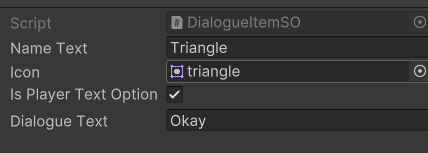 Script DialogueItemSO
Name Text Triangle
Icon triangle
Is Player Text Option
Dialogue Text Okay